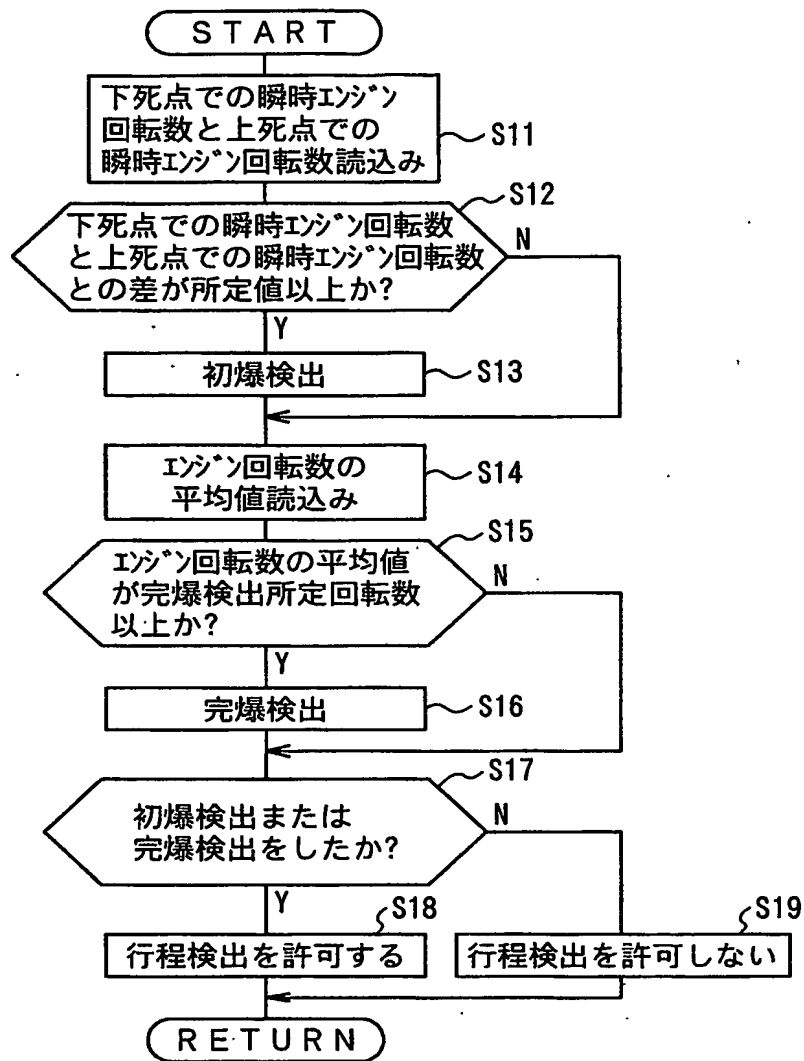 START
下死点での瞬時エンジン
回転数と上死点での
瞬時エンジン回転数読込み
S11
S12
下死点での瞬時エンジン回転数
と上死点での瞬時エンジン回転数
との差が所定値以上か?
N
Y
初爆検出
S13
エンジン回転数の
平均値読込み
S14
S15
エンジン回転数の平均値
が完爆検出所定回転数
以上か?
N
Y
完爆検出
S16
S17
初爆検出または
完爆検出をしたか?
N
Y
S18
行程検出を許可する
S19
行程検出を許可しない
RETURN